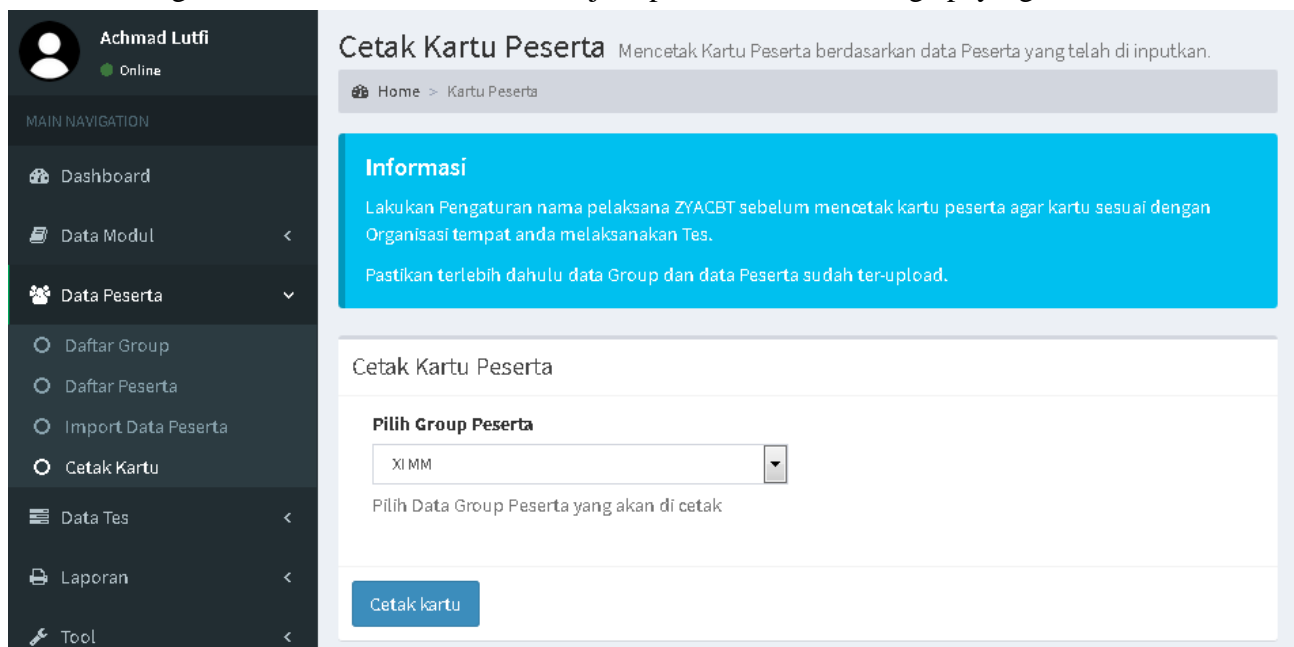 Achmad Lutfi
Online
MAIN NAVIGATION
Dashboard
Data Modul
Data Peserta
Daftar Group
Daftar Peserta
Import Data Peserta
Cetak Kartu
Data Tes
Laporan
Tool
Cetak Kartu Peserta Mencetak Kartu Peserta berdasarkan data Peserta yang telah di inputkan.
Home > Kartu Peserta
Informasi
Lakukan Pengaturan nama pelaksana ZYACBT sebelum mencetak kartu peserta agar kartu sesuai dengan
Organisasi tempat anda melaksanakan Tes.
Pastikan terlebih dahulu data Group dan data Peserta sudah ter-upload.
Cetak Kartu Peserta
Pilih Group Peserta
XI MM
Pilih Data Group Peserta yang akan di cetak
Cetak kartu